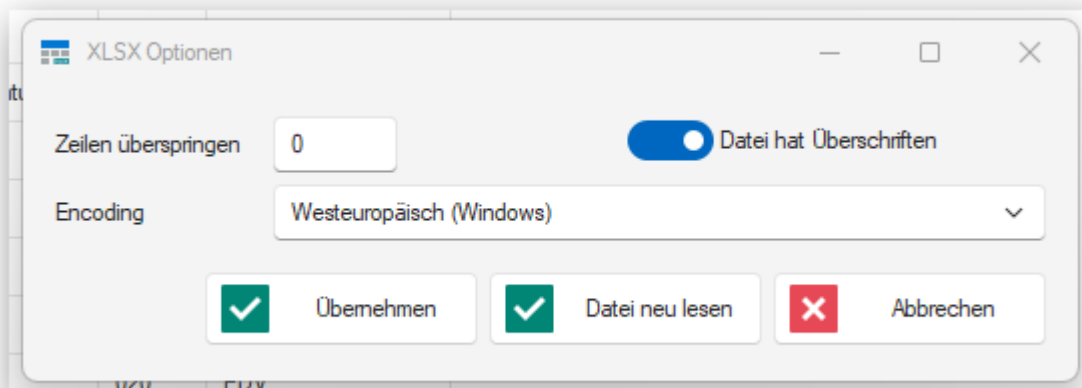 XLSX Optionen
Zeilen überspringen 0 Datei hat Überschriften
Encoding Westeuropäisch (Windows)
Übernehmen Datei neu lesen Abbrechen